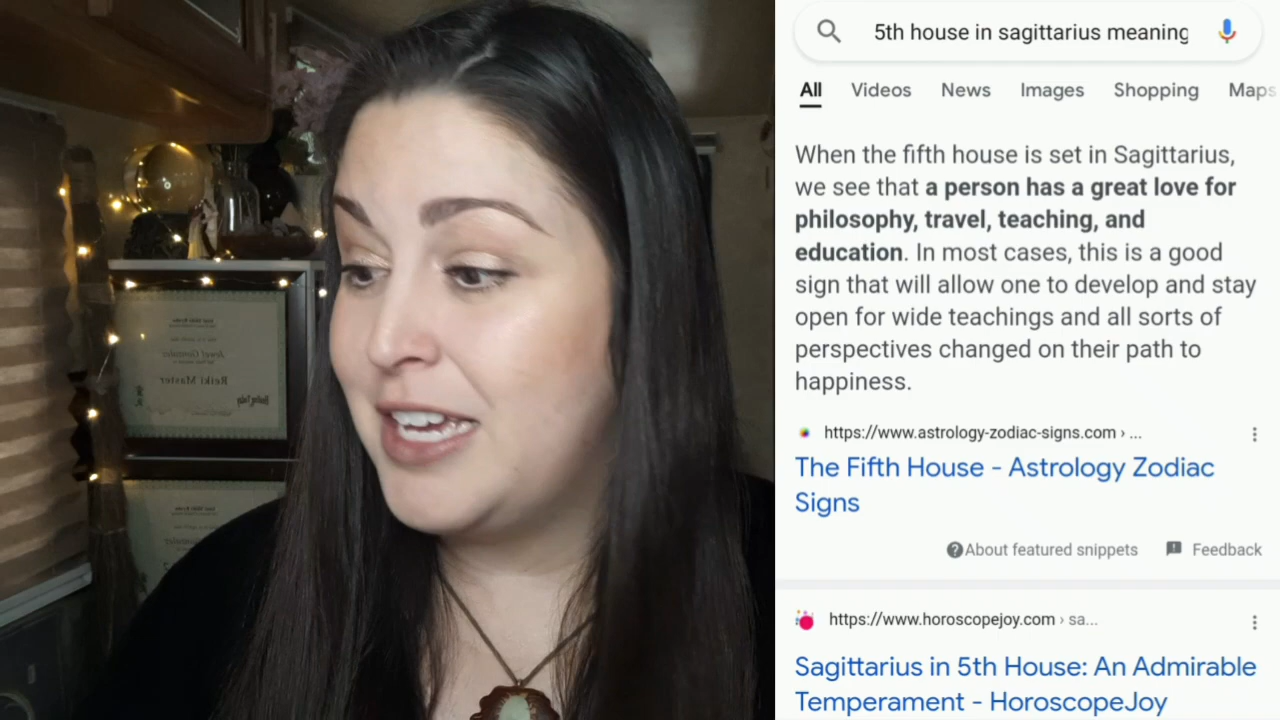 5th house in sagittarius meaning
All Videos News Images Shopping Maps
When the fifth house is set in Sagittarius,
we see that a person has a great love for
philosophy, travel, teaching, and
education. In most cases, this is a good
sign that will allow one to develop and stay
open for wide teachings and all sorts of
perspectives changed on their path to
happiness.
https://www.astrology-zodiac-signs.com › ...
The Fifth House - Astrology Zodiac
Signs
About featured snippets Feedback
https://www.horoscopejoy.com › sa...
Sagittarius in 5th House: An Admirable
Temperament - HoroscopeJoy
Reiki Master